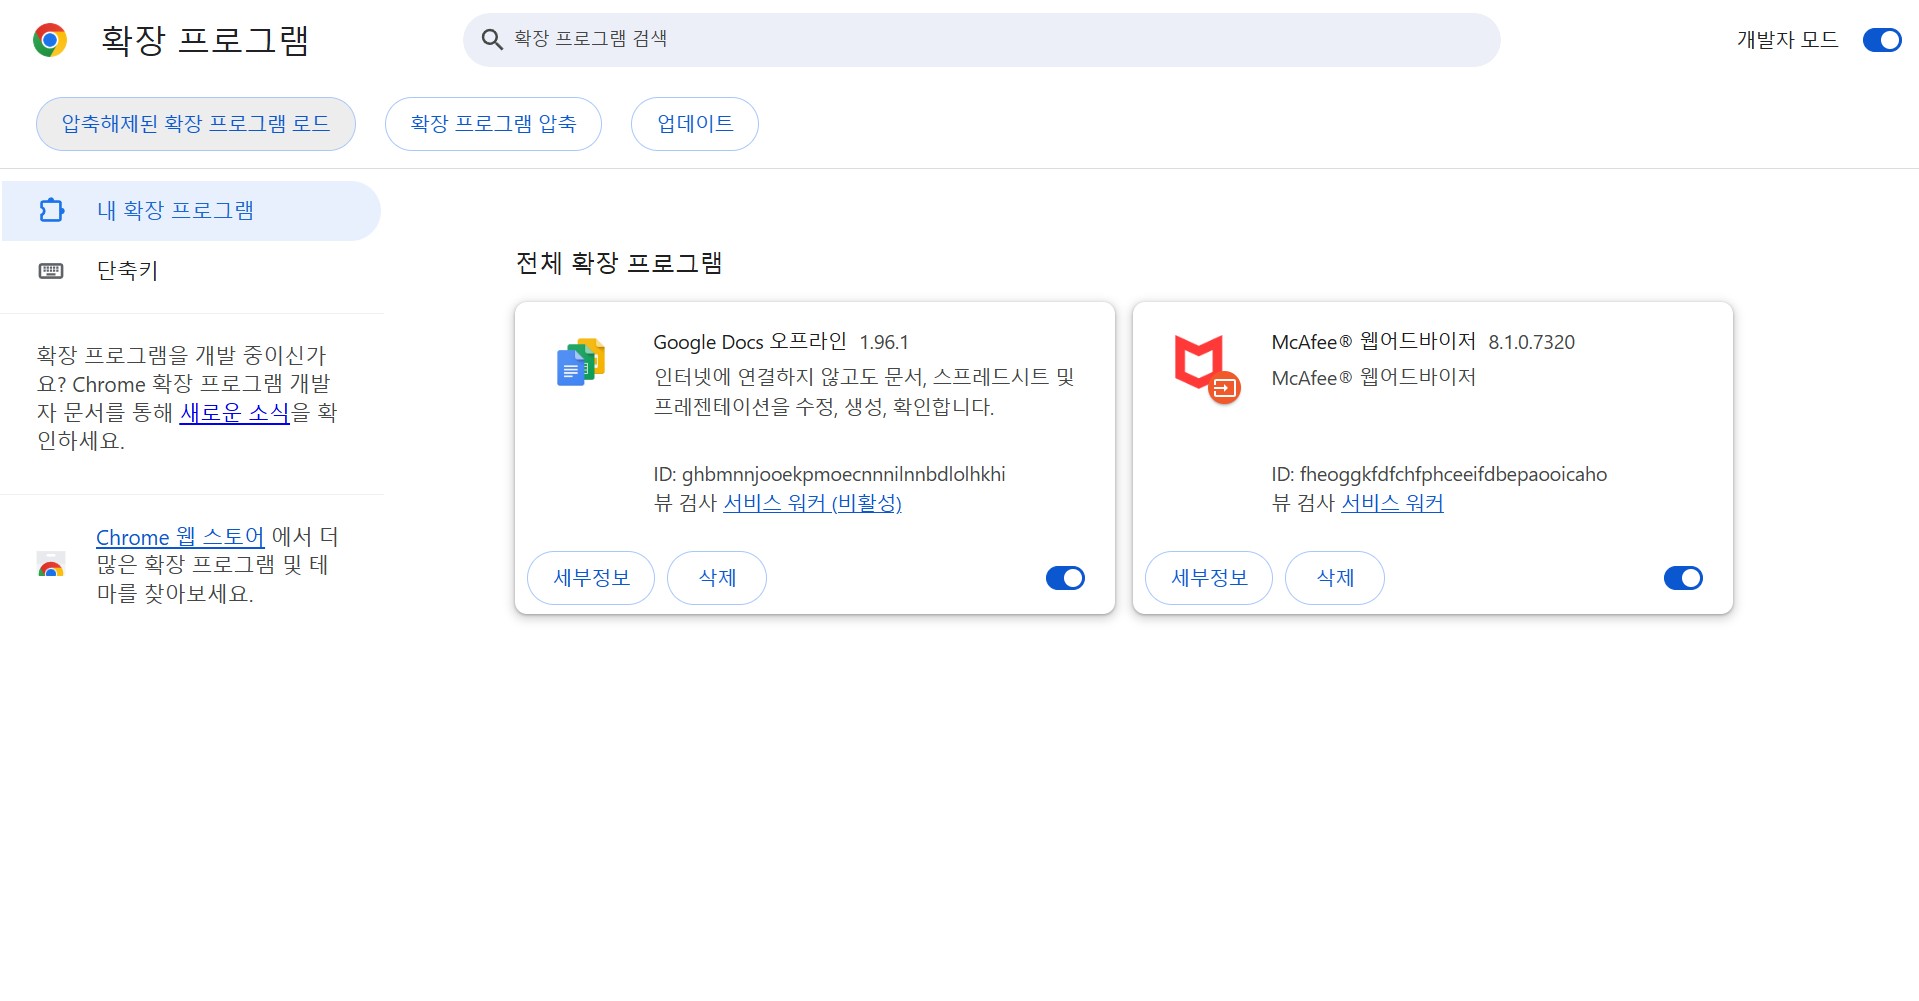 확장 프로그램
확장 프로그램 검색
개발자 모드
압축해제된 확장 프로그램 로드
확장 프로그램 압축
업데이트
내 확장 프로그램
단축키
확장 프로그램을 개발 중이신가
요? Chrome 확장 프로그램 개발
자 문서를 통해 새로운 소식을 확
인하세요.
Chrome 웹 스토어 에서 더
많은 확장 프로그램 및 테
마를 찾아보세요.
전체 확장 프로그램
Google Docs 오프라인 1.96.1
인터넷에 연결하지 않고도 문서, 스프레드시트 및
프레젠테이션을 수정, 생성, 확인합니다.
ID: ghbmnnjooekpmoecnnnilnnbdlolhkhi
뷰 검사 서비스 워커 (비활성)
세부정보
삭제
McAfee® 웹어드바이저 8.1.0.7320
McAfee® 웹어드바이저
ID: fheoggkfdfchfphceeifdbepaooicaho
뷰 검사 서비스 워커
세부정보
삭제